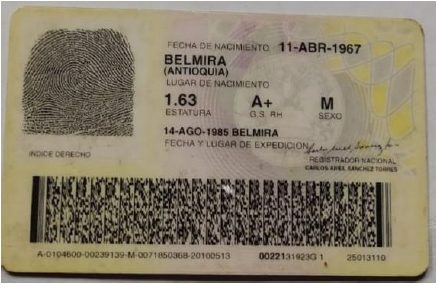 FECHA DE NACIMIENTO 11-ABR-1967
BELMIRA
(ANTIOQUIA)
LUGAR DE NACIMIENTO
1.63 A+ M
ESTATURA G.S. RH SEXO
14-AGO-1985 BELMIRA
FECHA Y LUGAR DE EXPEDICION
INDICE DERECHO
REGISTRADOR NACIONAL
CARLOS ARIEL SANCHEZ TORRES
A-0104600-00239139-M-0071850368-20100513 0022131923G 1 25013110